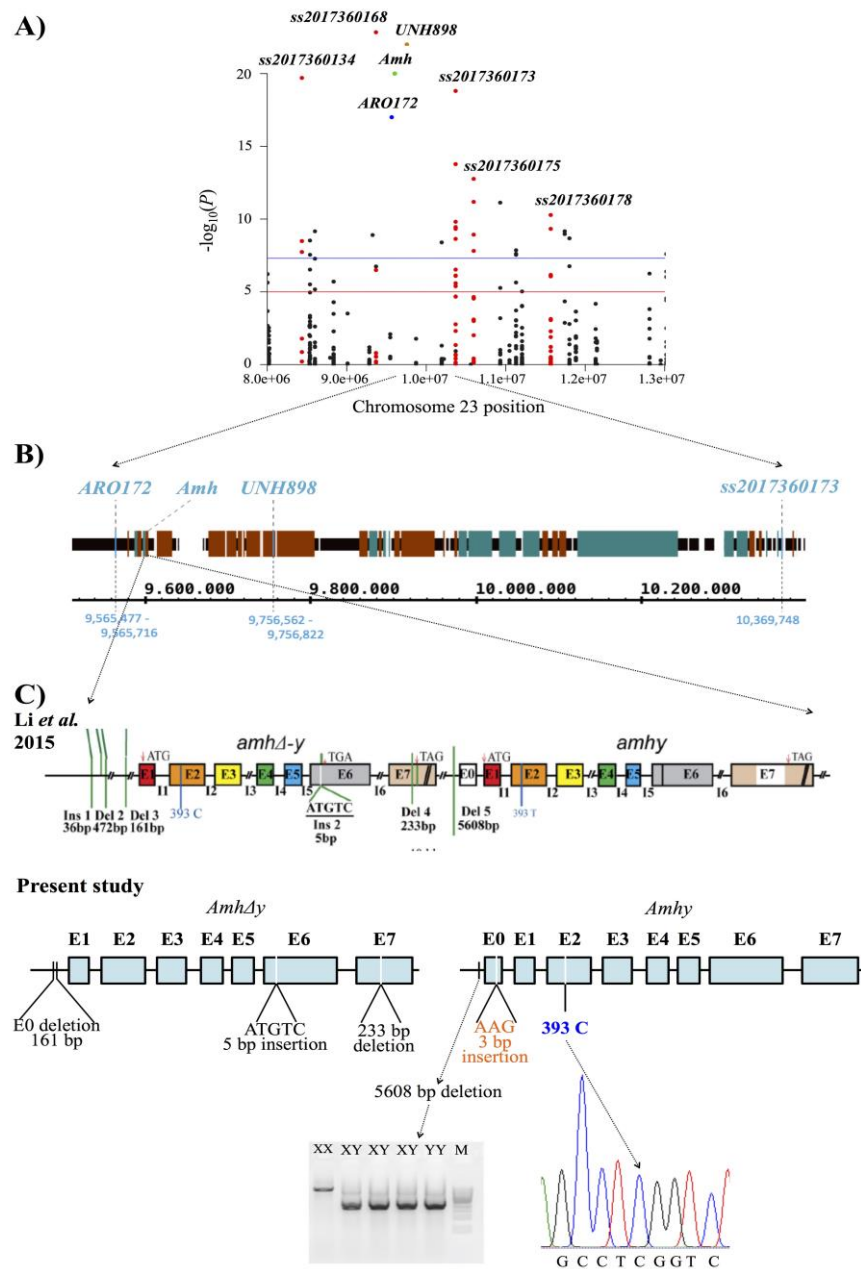 A)
ss2017360168
UNH898
ss2017360134
Amh
ss2017360173
ARO172
ss2017360175
ss2017360178
20
15
10
5
0
-log10(P)
8.0e+06 9.0e+06 1.0e+07 1.1e+07 1.2e+07 1.3e+07
Chromosome 23 position
B)
ARO172 Amh UNH898 ss2017360173
9.600.000 9.800.000 10.000.000 10.200.000
9,565,477 - 9,756,562 - 10,369,748
9,565,716 9,756,822
C)
Li et al.
2015
amhΔ-y amhy
ATG TGA TAG ATG TAG
E1 E2 E3 E4 E5 E6 E7 E0 E1 E2 E3 E4 E5 E6 E7
I1 I2 I3 I4 I5 I6 I1 I2 I3 I4 I5 I6
Ins 1 Del 2 Del 3 393 C ATGTC Del 4 Del 5 393 T
36bp 472bp 161bp Ins 2 233bp 5608bp
5bp
Present study
AmhΔy Amhy
E1 E2 E3 E4 E5 E6 E7 E0 E1 E2 E3 E4 E5 E6 E7
E0 deletion ATGTC 233 bp AAG 393 C
161 bp 5 bp insertion deletion 3 bp
insertion
5608 bp deletion
XX XY XY XY YY M
G C C T C G G T C